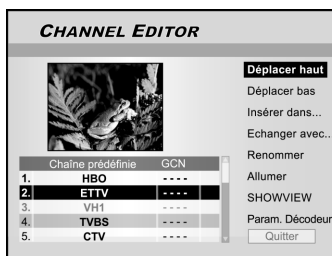 CHANNEL EDITOR
Déplacer haut
Déplacer bas
Insérer dans...
Echanger avec...
Renommer
Allumer
SHOWVIEW
Param. Décodeur
Quitter
Chaîne prédéfinie GCN
1. HBO - - - -
2. ETTV - - - -
3. VH1 - - - -
4. TVBS - - - -
5. CTV - - - -